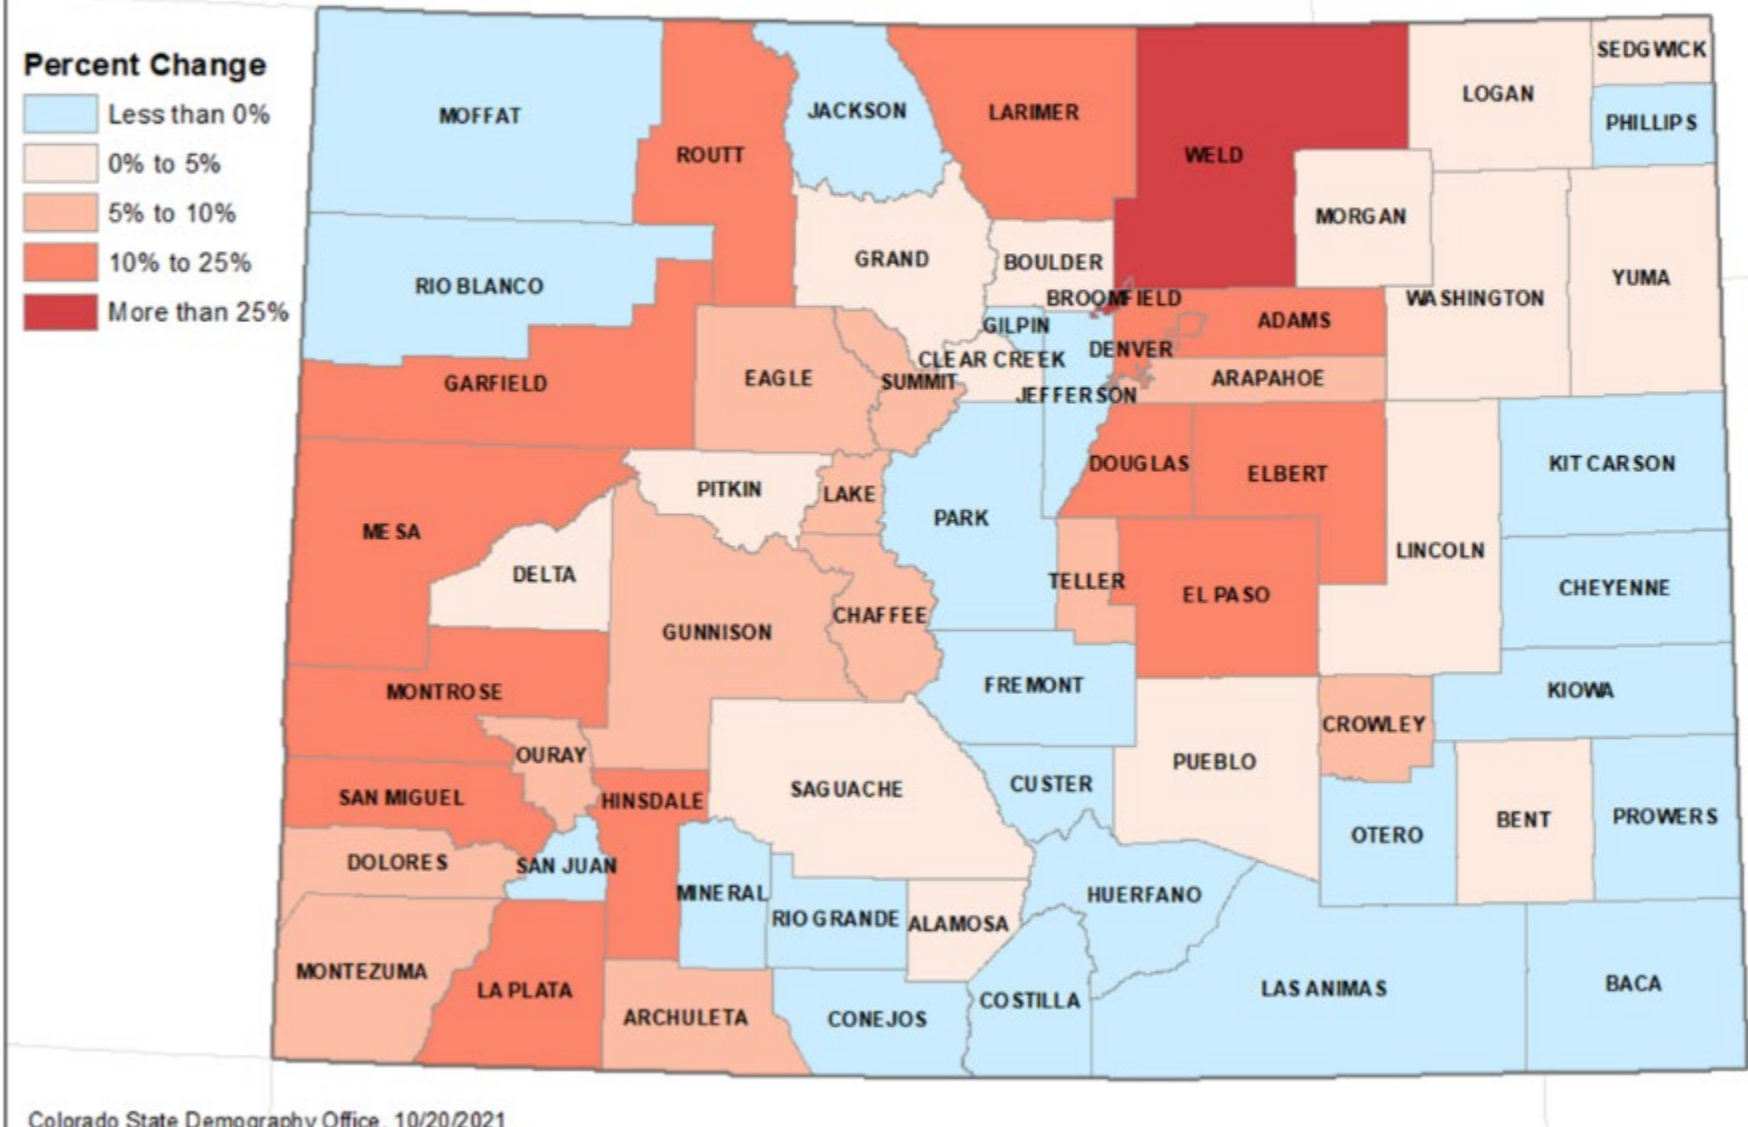 Percent Change
Less than 0%
0% to 5%
5% to 10%
10% to 25%
More than 25%
MOFFAT
ROUTT
JACKSON
LARIMER
WELD
LOGAN
SEDGWICK
PHILLIPS
MORGAN
RIO BLANCO
GRAND
BOULDER
BROOMFIELD
WASHINGTON
YUMA
GILPIN
ADAMS
CLEAR CREEK
DENVER
GARFIELD
EAGLE
SUMMIT
JEFFERSON
ARAPAHOE
PITKIN
LAKE
PARK
DOUGLAS
ELBERT
KIT CARSON
MESA
DELTA
LINCOLN
TELLER
EL PASO
CHEYENNE
GUNNISON
CHAFFEE
MONTROSE
FREMONT
KIOWA
OURAY
CROWLEY
SAN MIGUEL
HINSDALE
SAGUACHE
CUSTER
PUEBLO
BENT
PROWERS
OTERO
DOLORES
SAN JUAN
MINERAL
RIO GRANDE
ALAMOSA
HUERFANO
MONTEZUMA
LA PLATA
ARCHULETA
CONEJOS
COSTILLA
LAS ANIMAS
BACA
Colorado State Demography Office, 10/20/2021